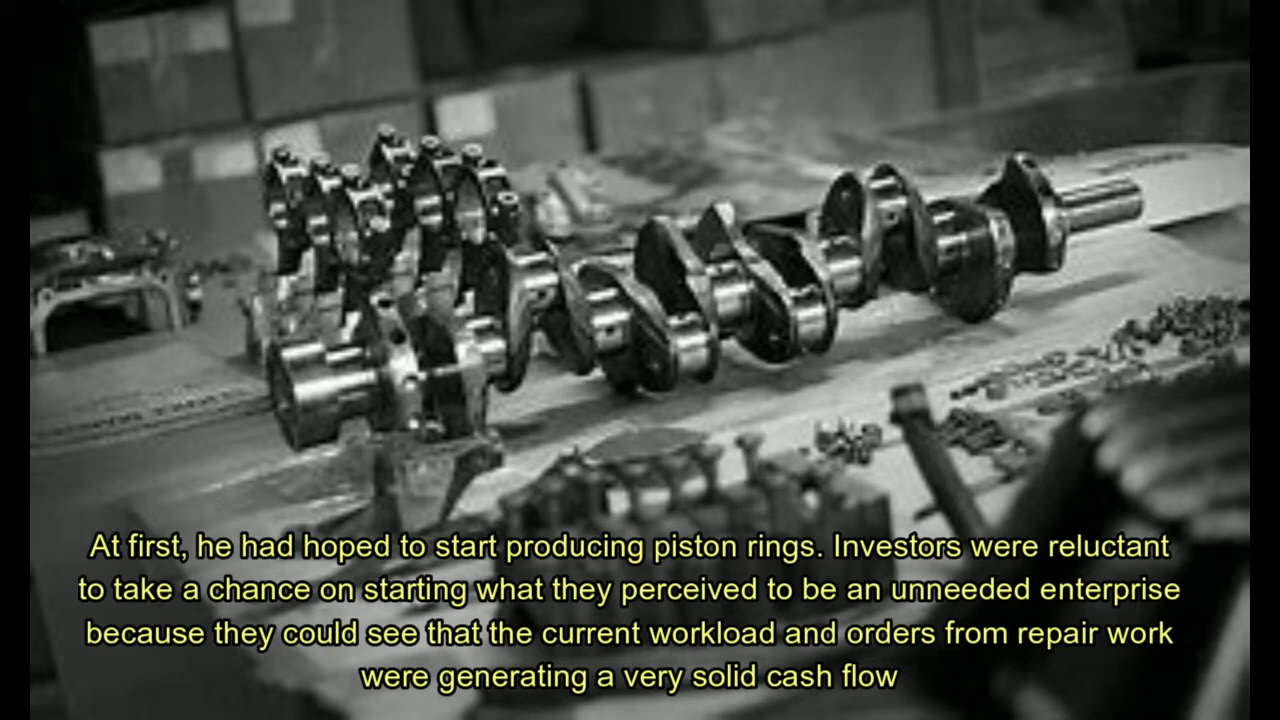 At first, he had hoped to start producing piston rings. Investors were reluctant
to take a chance on starting what they perceived to be an unneeded enterprise
because they could see that the current workload and orders from repair work
were generating a very solid cash flow